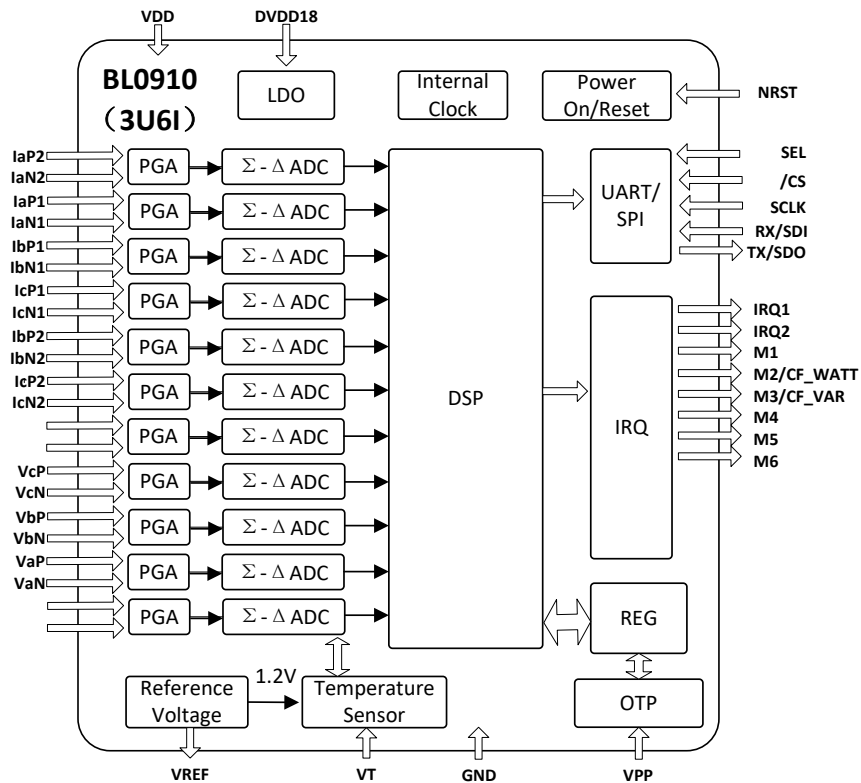 VDD
DVDD18
BL0910
（3U6I）
LDO
Internal
Clock
Power
On/Reset
NRST
IaP2
IaN2
IaP1
IaN1
IbP1
IbN1
IcP1
IcN1
IbP2
IbN2
IcP2
IcN2
VcP
VcN
VbP
VbN
VaP
VaN
PGA
Σ - Δ ADC
PGA
Σ - Δ ADC
PGA
Σ - Δ ADC
PGA
Σ - Δ ADC
PGA
Σ - Δ ADC
PGA
Σ - Δ ADC
PGA
Σ - Δ ADC
PGA
Σ - Δ ADC
PGA
Σ - Δ ADC
PGA
Σ - Δ ADC
PGA
Σ - Δ ADC
DSP
UART/
SPI
SEL
/CS
SCLK
RX/SDI
TX/SDO
IRQ
IRQ1
IRQ2
M1
M2/CF_WATT
M3/CF_VAR
M4
M5
M6
REG
OTP
Reference
Voltage
1.2V
Temperature
Sensor
VREF
VT
GND
VPP